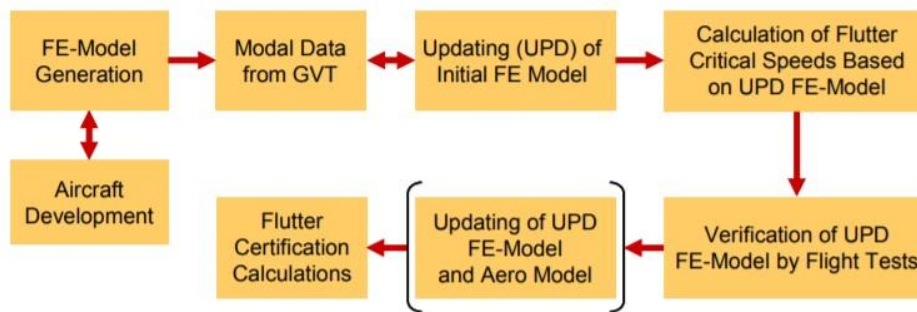 FE-Model
Generation
Modal Data
from GVT
Updating (UPD) of
Initial FE Model
Calculation of Flutter
Critical Speeds Based
on UPD FE-Model
Aircraft
Development
Flutter
Certification
Calculations
Updating of UPD
FE-Model
and Aero Model
Verification of UPD
FE-Model by Flight Tests